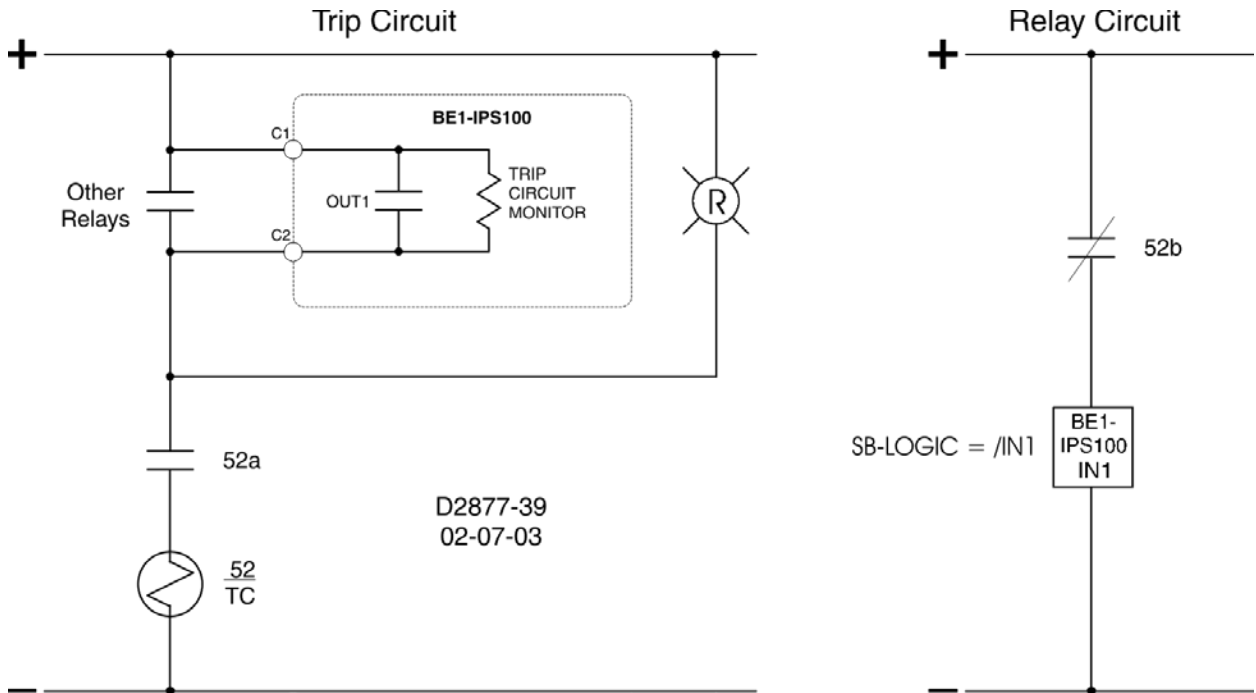 Trip Circuit
+
C1
BE1-IPS100
Other
Relays
OUT1
TRIP
CIRCUIT
MONITOR
R
C2
52a
52
TC
D2877-39
02-07-03
−
Relay Circuit
+
52b
SB-LOGIC = /IN1
BE1-
IPS100
IN1
−